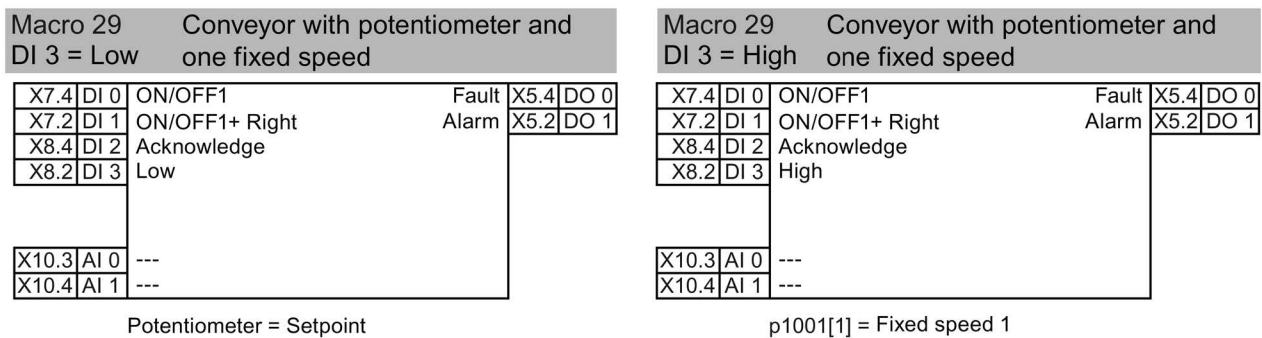 Macro 29 Conveyor with potentiometer and
DI 3 = Low one fixed speed
X7.4 DI 0 ON/OFF1 Fault X5.4 DO 0
X7.2 DI 1 ON/OFF1+ Right Alarm X5.2 DO 1
X8.4 DI 2 Acknowledge
X8.2 DI 3 Low
X10.3 AI 0 ---
X10.4 AI 1 ---
Potentiometer = Setpoint
Macro 29 Conveyor with potentiometer and
DI 3 = High one fixed speed
X7.4 DI 0 ON/OFF1 Fault X5.4 DO 0
X7.2 DI 1 ON/OFF1+ Right Alarm X5.2 DO 1
X8.4 DI 2 Acknowledge
X8.2 DI 3 High
X10.3 AI 0 ---
X10.4 AI 1 ---
p1001[1] = Fixed speed 1